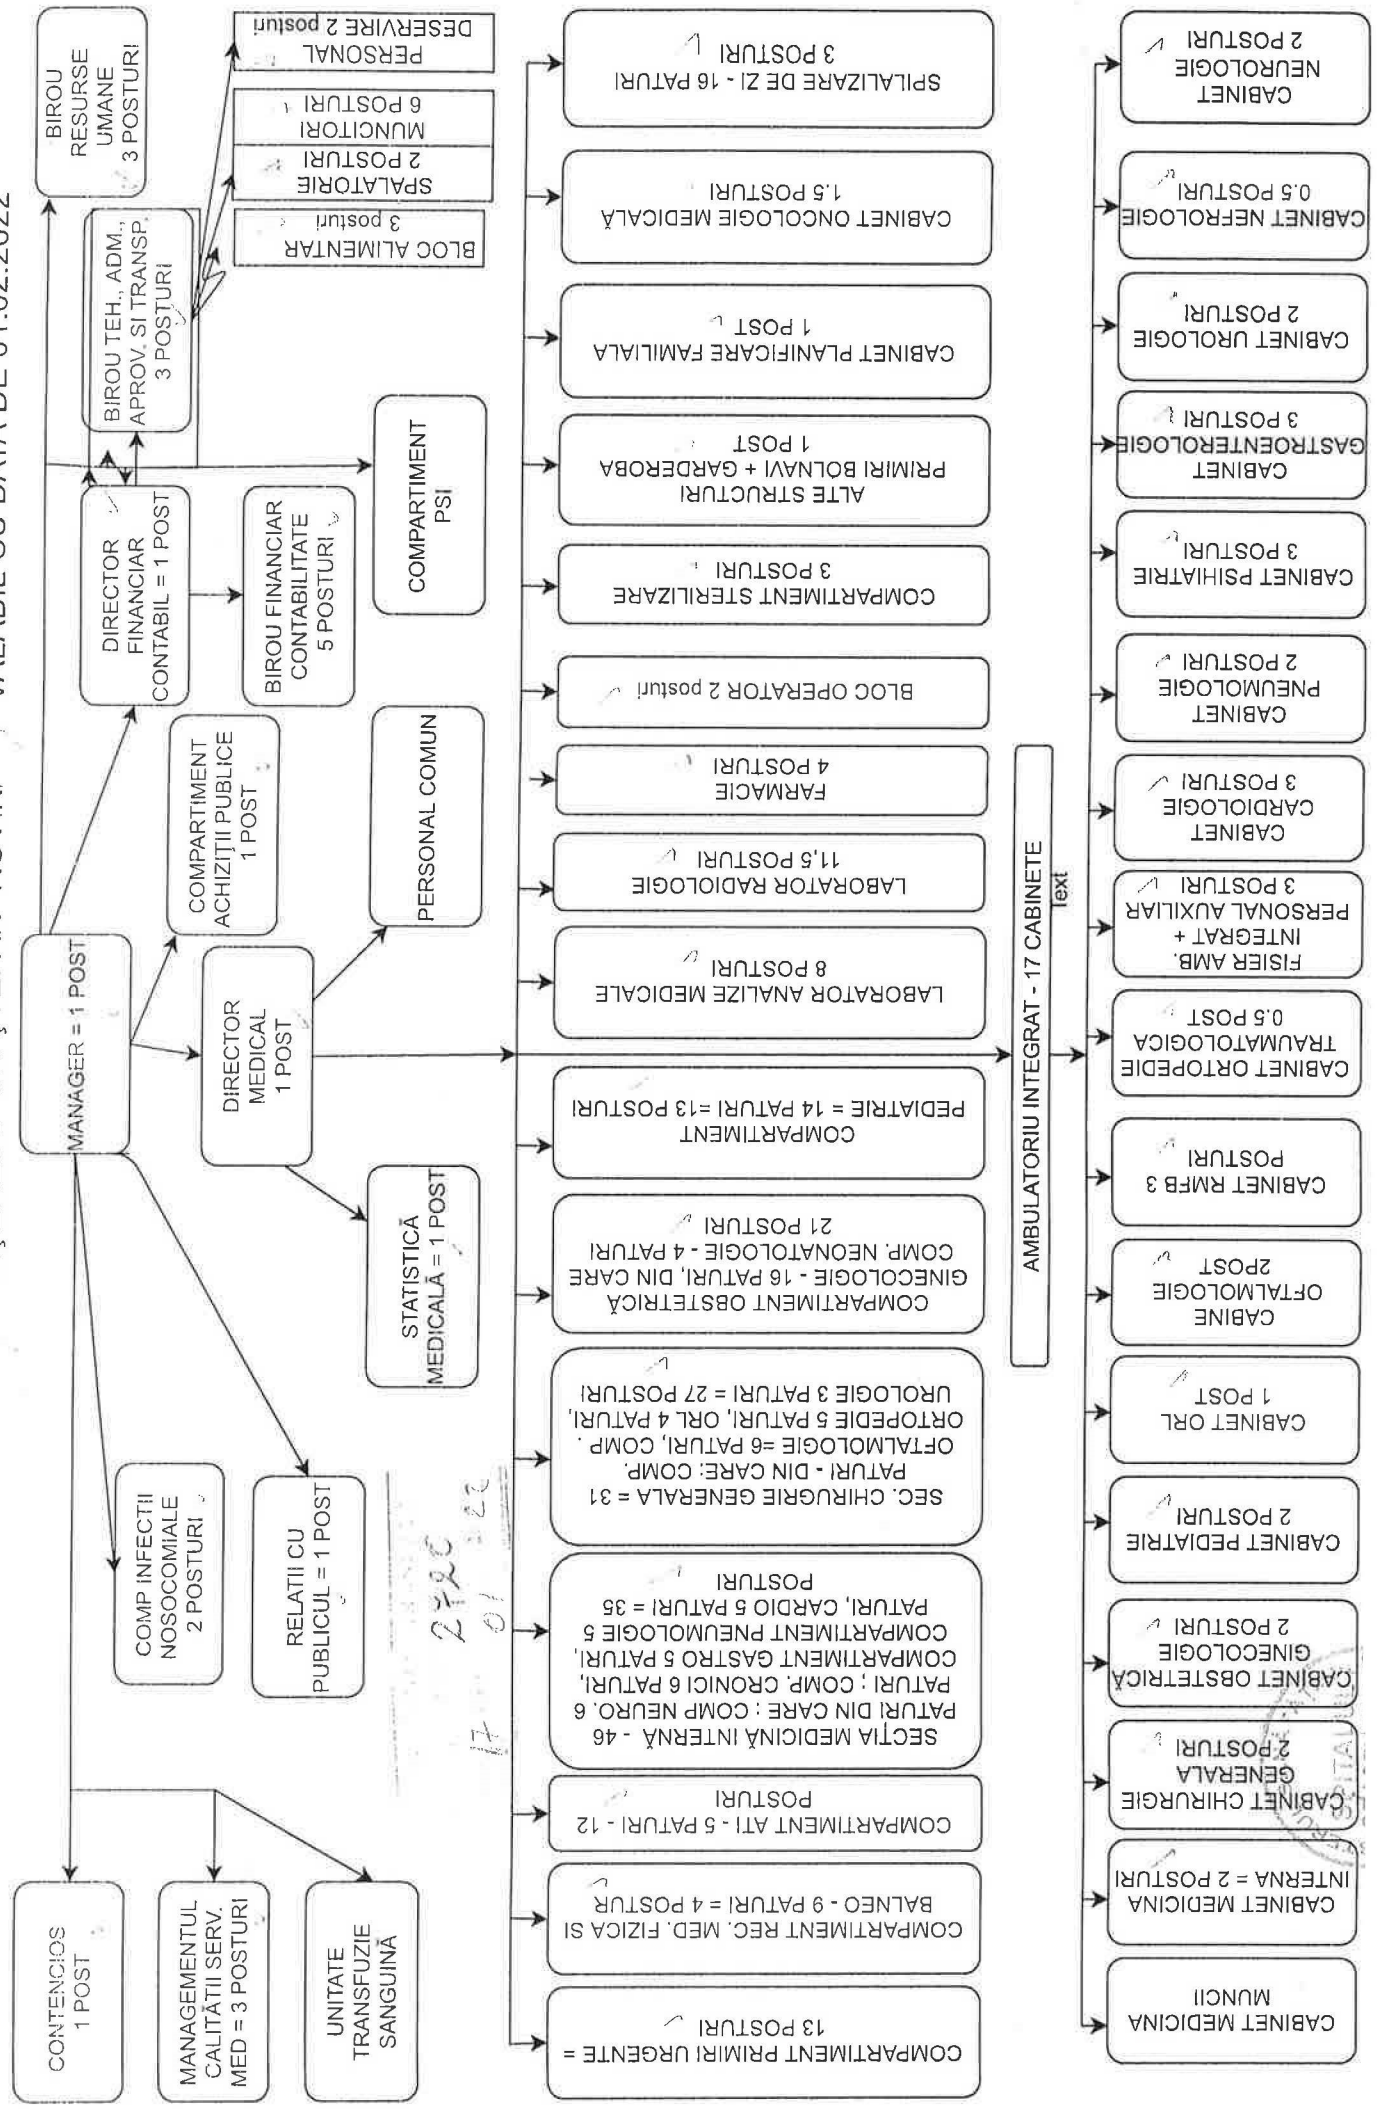 VALABIL CU DATA DE 01.02.2022
MANAGER = 1 POST
CONTENCIOS
1 POST
MANAGEMENTUL
CALITĂTII SERV.
MED = 3 POSTURI
UNITATE
TRANSFUZIE
SANGUINĂ
COMP INFECTII
NOSOCOMIALE
2 POSTURI
RELATII CU
PUBLICUL = 1 POST
STATISTICĂ
MEDICALĂ = 1 POST
DIRECTOR
MEDICAL
1 POST
COMPARTIMENT
ACHIZIŢII PUBLICE
1 POST
PERSONAL COMUN
DIRECTOR
FINANCIAR
CONTABIL = 1 POST
BIROU FINANCIAR
CONTABILITATE
5 POSTURI
COMPARTIMENT
PSI
BIROU TEH., ADM.,
APROV. SI TRANSP.
3 POSTURI
BIROU
RESURSE
UMANE
3 POSTURI
BLOC ALIMENTAR
3 posturi
SPALATORIE
2 POSTURI
MUNCITORI
6 POSTURI
PERSONAL
DESERVIRE 2 posturi
COMPARTIMENT PRIMIRI URGENTE =
13 POSTURI
COMPARTIMENT REC. MED. FIZICA SI
BALNEO - 9 PATURI = 4 POSTUR
COMPARTIMENT ATI - 5 PATURI - 12
POSTURI
SECŢIA MEDICINĂ INTERNĂ - 46
PATURI DIN CARE : COMP NEURO. 6
PATURI ; COMP. CRONICI 6 PATURI,
COMPARTIMENT GASTRO 5 PATURI,
COMPARTIMENT PNEUMOLOGIE 5
PATURI, CARDIO 5 PATURI = 35
POSTURI
SEC. CHIRUGRIE GENERALA = 31
PATURI - DIN CARE: COMP.
OFTALMOLOGIE =6 PATURI, COMP .
ORTOPEDIE 5 PATURI, ORL 4 PATURI,
UROLOGIE 3 PATURI = 27 POSTURI
COMPARTIMENT OBSTETRICĂ
GINECOLOGIE - 16 PATURI, DIN CARE
COMP. NEONATOLOGIE - 4 PATURI
21 POSTURI
COMPARTIMENT
PEDIATRIE = 14 PATURI =13 POSTURI
LABORATOR ANALIZE MEDICALE
8 POSTURI
LABORATOR RADIOLOGIE
11,5 POSTURI
FARMACIE
4 POSTURI
BLOC OPERATOR 2 posturi
COMPARTIMENT STERILIZARE
3 POSTURI
ALTE STRUCTURI
PRIMIRI BOLNAVI + GARDEROBA
1 POST
CABINET PLANIFICARE FAMILIALA
1 POST
CABINET ONCOLOGIE MEDICALĂ
1.5 POSTURI
SPILALIZARE DE ZI - 16 PATURI
3 POSTURI
AMBULATORIU INTEGRAT - 17 CABINETE
Text
CABINET MEDICINA
MUNCII
CABINET MEDICINA
INTERNA = 2 POSTURI
CABINET CHIRURGIE
GENERALA
2 POSTURI
CABINET OBSTETRICĂ
GINECOLOGIE
2 POSTURI
CABINET PEDIATRIE
2 POSTURI
CABINET ORL
1 POST
CABINE
OFTALMOLOGIE
2POST
CABINET RMFB 3
POSTURI
CABINET ORTOPEDIE
TRAUMATOLOGICA
0.5 POST
FISIER AMB.
INTEGRAT +
PERSONAL AUXILIAR
3 POSTURI
CABINET
CARDIOLOGIE
3 POSTURI
CABINET
PNEUMOLOGIE
2 POSTURI
CABINET PSIHIATRIE
3 POSTURI
CABINET
GASTROENTEROLOGIE
3 POSTURI
CABINET UROLOGIE
2 POSTURI
CABINET NEFROLOGIE
0.5 POSTURI
CABINET
NEUROLOGIE
2 POSTURI